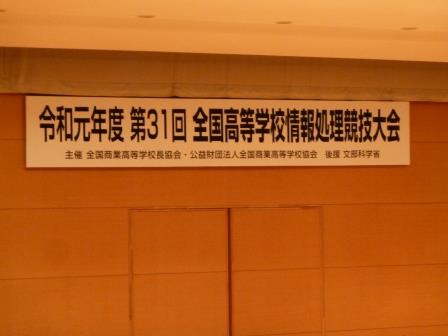 令和元年度 第31回 全国高等学校情報処理競技大会
主催 全国商業高等学校長協会・公益財団法人全国商業高等学校協会 後援 文部科学省